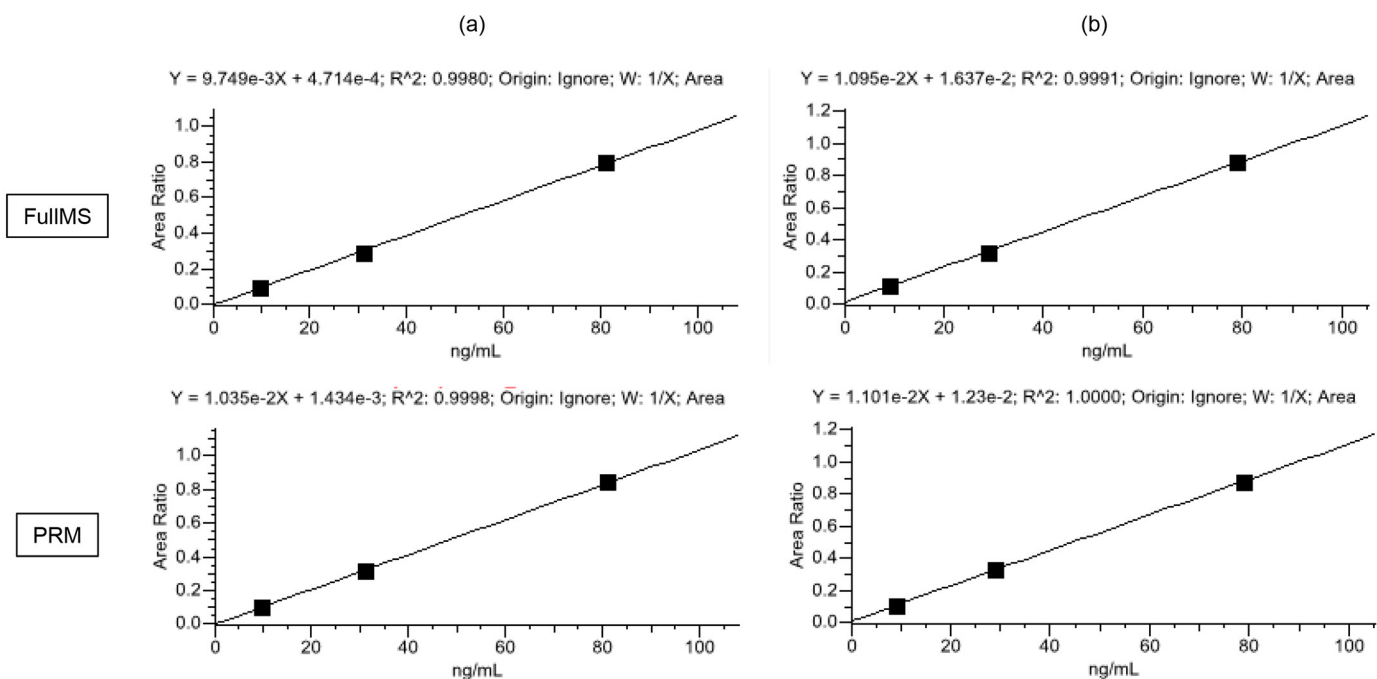 (a) (b)
Y = 9.749e-3X + 4.714e-4; R^2: 0.9980; Origin: Ignore; W: 1/X; Area
1.0
0.8
0.6
0.4
0.2
0.0
Area Ratio
0 20 40 60 80 100
ng/mL
Y = 1.095e-2X + 1.637e-2; R^2: 0.9991; Origin: Ignore; W: 1/X; Area
1.2
1.0
0.8
0.6
0.4
0.2
0.0
Area Ratio
0 20 40 60 80 100
ng/mL
FullMS
Y = 1.035e-2X + 1.434e-3; R^2: 0.9998; Origin: Ignore; W: 1/X; Area
1.0
0.8
0.6
0.4
0.2
0.0
Area Ratio
0 20 40 60 80 100
ng/mL
Y = 1.101e-2X + 1.23e-2; R^2: 1.0000; Origin: Ignore; W: 1/X; Area
1.2
1.0
0.8
0.6
0.4
0.2
0.0
Area Ratio
0 20 40 60 80 100
ng/mL
PRM